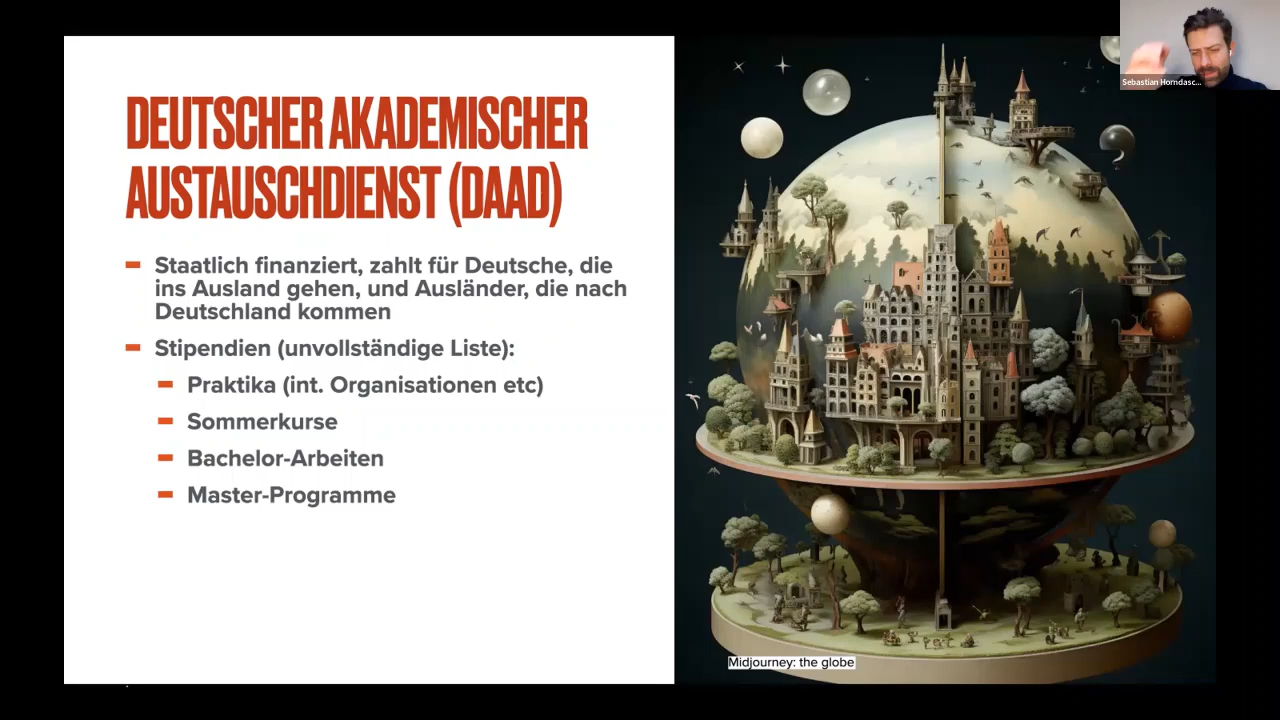 DEUTSCHER AKADEMISCHER
AUSTAUSCHDIENST (DAAD)
- Staatlich finanziert, zahlt für Deutsche, die
ins Ausland gehen, und Ausländer, die nach
Deutschland kommen
- Stipendien (unvollständige Liste):
- Praktika (int. Organisationen etc)
- Sommerkurse
- Bachelor-Arbeiten
- Master-Programme
Midjourney: the globe
Sebastian Horndasc...